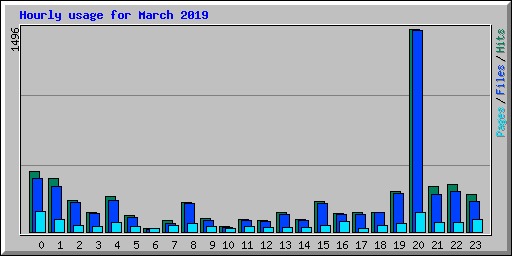 Hourly usage for March 2019
1496
Pages/Files/Hits
0 1 2 3 4 5 6 7 8 9 10 11 12 13 14 15 16 17 18 19 20 21 22 23